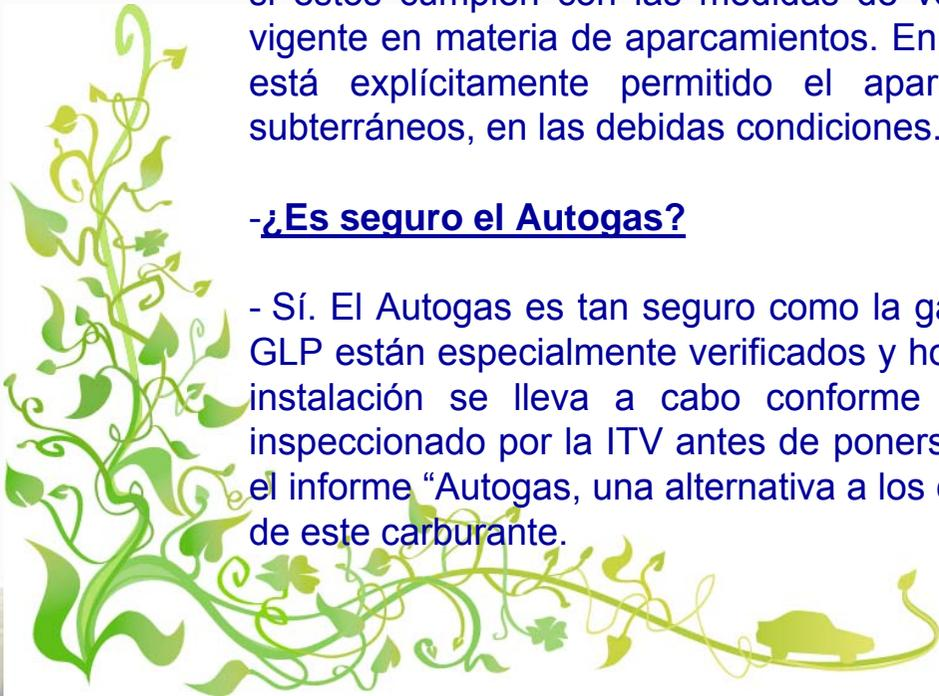 vigente en materia de aparcamientos. En
está explícitamente permitido el apar
subterráneos, en las debidas condiciones.
-¿Es seguro el Autogas?
- Sí. El Autogas es tan seguro como la ga
GLP están especialmente verificados y ho
instalación se lleva a cabo conforme
inspeccionado por la ITV antes de poners
el informe “Autogas, una alternativa a los
de este carburante.